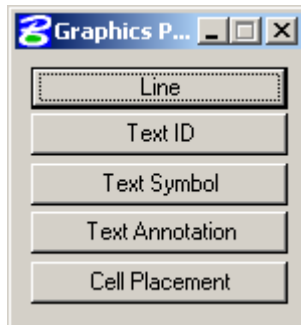 Graphics P...
Line
Text ID
Text Symbol
Text Annotation
Cell Placement